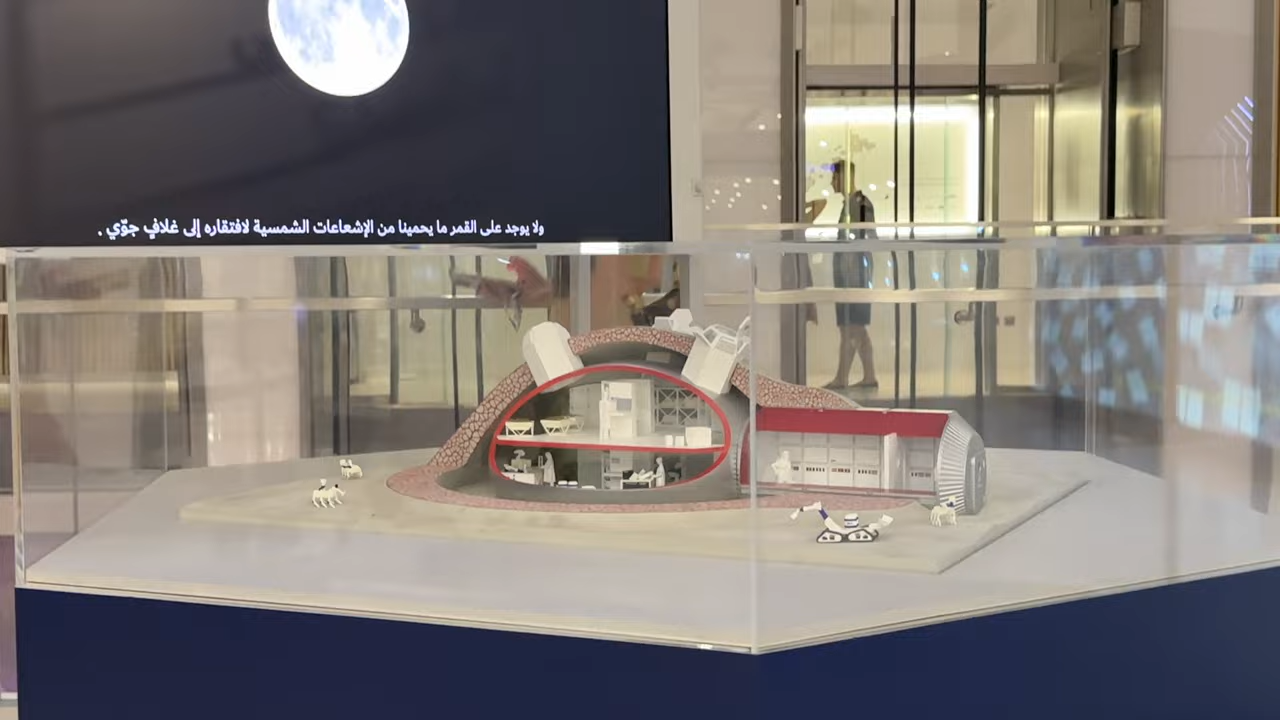 ولا يوجد على القمر ما يحمينا من الإشعاعات الشمسية لافتقاره إلى غلافٍ جوّي .